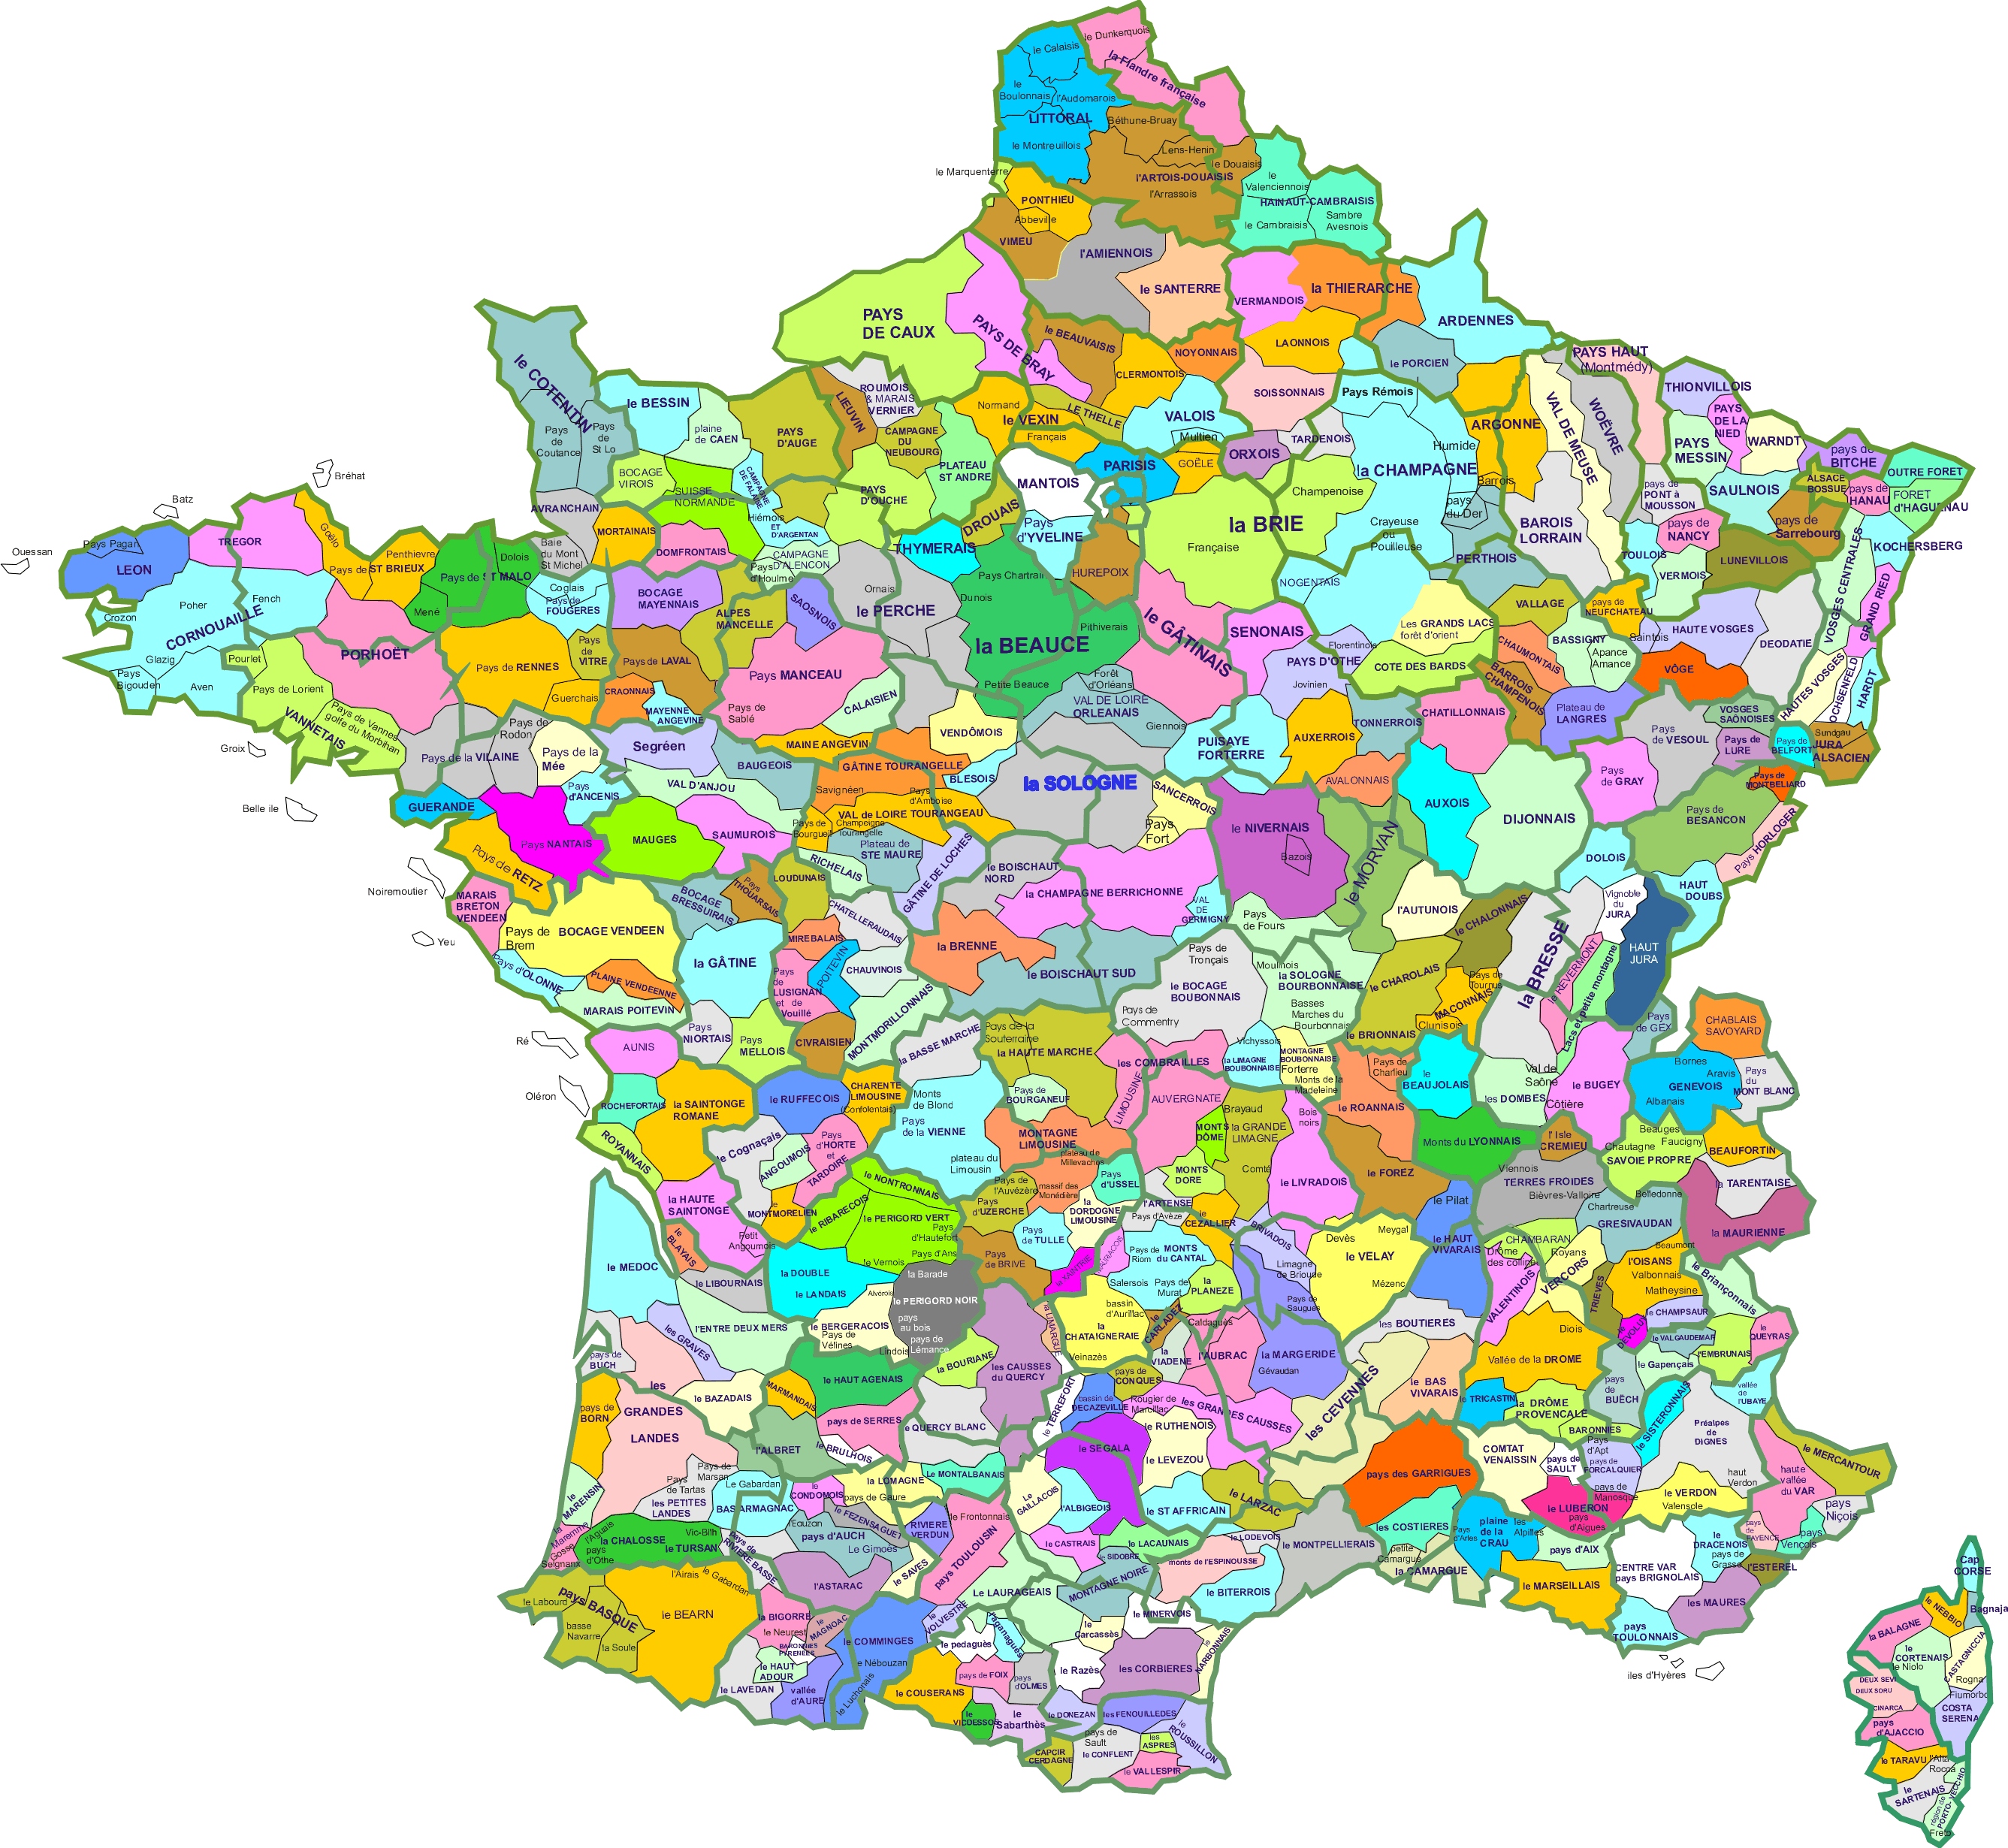 le Dunkerquois
la Flandre française
le Calaisis
le
Boulonnais
l'Audomarois
LITTORAL
le Montreuillois
Béthune-Bruay
Lens-Henin
le Douaisis
l'ARTOIS-DOUAISIS
l'Arrassois
le
Valenciennois
HAINAUT-CAMBRAISIS
Sambre
Avesnois
le Cambraisis
le Marquenterre
PONTHIEU
Abbeville
VIMEU
l'AMIENNOIS
le SANTERRE
VERMANDOIS
la THIERARCHE
ARDENNES
PAYS
DE CAUX
PAYS DE BRAY
le BEAUVAISIS
NOYONNAIS
LAONNOIS
le PORCIEN
CLERMONTOIS
SOISSONNAIS
Pays Rémois
PAYS HAUT
(Montmédy)
THIONVILLOIS
PAYS
DE LA
NIED
PAYS
MESSIN
WARNDT
pays de
BITCHE
OUTRE FORET
ALSACE
BOSSUE
pays de
HANAU
FORET
d'HAGUENAU
SAULNOIS
pays de
Sarrebourg
KOCHERSBERG
le COTENTIN
Pays
de
Coutance
Pays
de
St Lo
le BESSIN
plaine
de CAEN
PAYS
D'AUGE
LIEUVIN
ROUMOIS
& MARAIS
VERNIER
CAMPAGNE
DU
NEUBOURG
PLATEAU
ST ANDRE
Normand
le VEXIN
Français
LE THELLE
VALOIS
Multien
GOËLE
PARISIS
ORXOIS
TARDENOIS
la CHAMPAGNE
Humide
Champenoise
Crayeuse
ou
Pouilleuse
Barrois
pays
du Der
ARGONNE
VAL DE MEUSE
WOËVRE
BAROIS
LORRAIN
pays de
PONT à
MOUSSON
pays de
NANCY
TOULOIS
VERMOIS
LUNEVILLOIS
VOSGES CENTRALES
GRAND RIED
BOCAGE
VIROIS
SUISSE
NORMANDE
CAMPAGNE
DE FALAISE
Hiémois
ET
D'ARGENTAN
PAYS
D'OUCHE
AVRANCHAIN
MORTAINAIS
DOMFRONTAIS
CAMPAGNE
D'ALENCON
Pays
d'Houlme
THYMERAIS
DROUAIS
MANTOIS
Pays
d'YVELINE
HUREPOIX
la BRIE
Française
PERTHOIS
NOGENTAIS
VALLAGE
pays de
NEUFCHATEAU
Saintois
HAUTE VOSGES
DEODATIE
Bréhat
Batz
Ouessan
Pays Pagan
LEON
TREGOR
Goëlo
Penthievre
Pays de ST BRIEUX
Dolois
Pays de ST MALO
Baie
du Mont
St Michel
Coglais
Pays de
FOUGERES
Poher
Fench
Mené
Crozon
CORNOUAILLE
Glazig
Pays
Bigouden
Aven
Pourlet
PORHOËT
Pays de Lorient
Pays de Vannes
golfe du Morbihan
VANNETAIS
Groix
Belle ile
Pays de RENNES
Pays
de
VITRE
Guerchais
BOCAGE
MAYENNAIS
Pays de LAVAL
CRAONNAIS
MAYENNE
ANGEVINE
ALPES
MANCELLE
SAOSNOIS
Ornais
le PERCHE
Pays MANCEAU
Pays de
Sablé
CALAISIEN
Pays Chartrain
Dunois
la BEAUCE
Petite Beauce
Pithiverais
le GÂTINAIS
SENONAIS
Florentinois
Les GRANDS LACS
forêt d'orient
COTE DES BARDS
PAYS D'OTHE
Jovinien
CHAUMONTAIS
BARROIS
CHAMPENOIS
BASSIGNY
Apance
Amance
VÔGE
HAUTES VOSGES
OCHSENFELD
HARDT
Forêt
d'Orléans
VAL DE LOIRE
ORLEANAIS
Giennois
PUISAYE
FORTERRE
AUXERROIS
TONNERROIS
CHATILLONNAIS
Plateau de
LANGRES
VOSGES
SAÔNOISES
Pays
de VESOUL
Pays de
LURE
Pays de
BELFORT
Sundgau
JURA
ALSACIEN
Pays de la VILAINE
Pays de
Rodon
Pays de la
Mée
Segréen
MAINE ANGEVIN
BAUGEOIS
VENDÔMOIS
GÂTINE TOURANGELLE
BLESOIS
la SOLOGNE
SANCERROIS
Pays
Fort
AVALONNAIS
AUXOIS
DIJONNAIS
Pays
de GRAY
Pays de
MONTBELIARD
Pays de
BESANCON
Pays HORLOGER
GUERANDE
Pays
d'ANCENIS
VAL D'ANJOU
Savignéen
Pays
d'Amboise
VAL de LOIRE TOURANGEAU
Pays de
Bourgueil
Champeigne
Tourangelle
Plateau de
STE MAURE
RICHELAIS
GÂTINE DE LOCHES
Pays NANTAIS
Pays de RETZ
MAUGES
SAUMUROIS
le NIVERNAIS
Bazois
le MORVAN
DOLOIS
HAUT
DOUBS
Noiremoutier
Yeu
MARAIS
BRETON
VENDEEN
Pays de
Brem
BOCAGE VENDEEN
BOCAGE
BRESSUIRAIS
Pays
THOUARSAIS
LOUDUNAIS
CHATELLERAUDAIS
le BOISCHAUT
NORD
la CHAMPAGNE BERRICHONNE
VAL
DE
GERMIGNY
Pays
de Fours
l'AUTUNOIS
le CHALONNAIS
Vignoble
du
JURA
HAUT
JURA
Pays d'OLONNE
PLAINE VENDEENNE
MARAIS POITEVIN
la GÂTINE
MIREBALAIS
POITEVIN
CHAUVINOIS
Pays
de
LUSIGNAN
et de
Vouillé
la BRENNE
le BOISCHAUT SUD
Pays de
Tronçais
le BOCAGE
BOUBONNAIS
Pays de
Commentry
Moulinois
la SOLOGNE
BOURBONNAISE
Basses
Marches du
Bourbonnais
le CHAROLAIS
MACONNAIS
Pays de
Tournus
Clunisois
le BRIONNAIS
la BRESSE
le REVERMONT
Lacs et petite montagne
Pays
de GEX
Ré
Oléron
AUNIS
Pays
NIORTAIS
Pays
MELLOIS
CIVRAISIEN
MONTMORILLONNAIS
la BASSE MARCHE
Pays de la
Souterraine
la HAUTE MARCHE
les COMBRAILLES
Vichyssois
la LIMAGNE
BOUBONNAISE
MONTAGNE
BOUBONNAISE
Forterre
Monts de la
Madeleine
Pays de
Charlieu
le
BEAUJOLAIS
Val de
Saône
les DOMBES
Côtière
le BUGEY
CHABLAIS
SAVOYARD
Bornes
Aravis
GENEVOIS
Albanais
Pays
du
MONT BLANC
ROCHEFORTAIS
la SAINTONGE
ROMANE
le RUFFECOIS
CHARENTE
LIMOUSINE
(Confolentais)
Monts
de Blond
Pays
de la VIENNE
Pays de
BOURGANEUF
LIMOUSINE
AUVERGNATE
Brayaud
MONTS
DÔME
la GRANDE
LIMAGNE
Bois
noirs
le ROANNAIS
Monts du LYONNAIS
l' Isle
CREMIEU
Beauges
Faucigny
Chautagne
SAVOIE PROPRE
BEAUFORTIN
ROYANNAIS
le Cognaçais
ANGOUMOIS
Pays
d'HORTE
et
TARDOIRE
MONTAGNE
LIMOUSINE
plateau du
Limousin
plateau de
Millevaches
Pays
d'USSEL
MONTS
DORE
Comté
le LIVRADOIS
le FOREZ
le Pilat
Viennois
TERRES FROIDES
Bièvres-Valloire
Belledonne
Chartreuse
GRESIVAUDAN
la TARENTAISE
la MAURIENNE
la HAUTE
SAINTONGE
le
MONTMORELIEN
le NONTRONNAIS
le RIBARECOIS
le PERIGORD VERT
Pays
d'Hautefort
Pays d'Ans
le Vernois
Pays de
l'Auvézère
Pays
d'UZERCHE
massif des
Monédière
la
DORDOGNE
LIMOUSINE
l'ARTENSE
Pays d'Avèze
le
CEZALLIER
BRIVADOIS
Petit
Angoumois
le
BLAYAIS
le MEDOC
le LIBOURNAIS
la DOUBLE
le LANDAIS
Alvérois
la Barade
le PERIGORD NOIR
pays
au bois
pays de
Lémance
le BERGERACOIS
Pays de
Vélines
Lindois
Pays
de BRIVE
Pays
de TULLE
la XAINTRIE
MAURACOIS
Pays de
Riom
MONTS
du CANTAL
Salersois
Pays de
Murat
la
PLANEZE
Limagne
de Brioude
Pays de
Saugues
Devès
Meygal
le VELAY
Mézenc
le HAUT
VIVARAIS
les BOUTIERES
CHAMBARAN
Drôme
des collines
Royans
VERCORS
VALENTINOIS
TRIEVES
Beaumont
l'OISANS
Valbonnais
Matheysine
le CHAMPSAUR
DEVOLUY
le VALGAUDEMAR
le Briançonnais
le
QUEYRAS
l'EMBRUNAIS
le Gapençais
les GRAVES
l'ENTRE DEUX MERS
pays de
BUCH
les
GRANDES
LANDES
pays de
BORN
le BAZADAIS
MARMANDAIS
le HAUT AGENAIS
la BOURIANE
les CAUSSES
du QUERCY
la LIMARGUE
bassin
d'Aurillac
la
CHATAIGNERAIE
Veinazès
le
CARLADEZ
la
VIADENE
Caldaguès
l'AUBRAC
la MARGERIDE
Gévaudan
les CEVENNES
le BAS
VIVARAIS
Diois
Vallée de la DROME
le TRICASTIN
la DRÔME
PROVENCALE
BARONNIES
pays
de
BUËCH
le SISTERONNAIS
vallée
de
l'UBAYE
Préalpes
de
DIGNES
le MERCANTOUR
haute
vallée
du VAR
l'ALBRET
pays de SERRES
le BRULHOIS
QUERCY BLANC
le TERREFORT
bassin de
DECAZEVILLE
pays de
CONQUES
Rougier de
Marcillac
les GRANDES CAUSSES
le RUTHENOIS
le SEGALA
le LEVEZOU
le LARZAC
pays des GARRIGUES
COMTAT
VENAISSIN
pays de
SAULT
Pays
d'Apt
pays de
FORCALQUIER
pays de
Manosque
le LUBERON
pays
d'Aigues
le VERDON
Valensole
haut
Verdon
pays
Niçois
le
MARENSIN
Pays
de Tartas
Pays de
Marsan
les PETITES
LANDES
Le Gabardan
BAS ARMAGNAC
le
CONDOMOIS
la LOMAGNE
pays de Gaure
le FEZENSAGUET
Le MONTALBANAIS
RIVIERE
VERDUN
le Frontonnais
pays TOULOUSIN
Le
GAILLACOIS
l'ALBIGEOIS
le ST AFFRICAIN
les COSTIERES
Pays
d'Arles
plaine
de la
CRAU
les
Alpilles
pays d'AIX
le
DRACENOIS
pays de
Grasse
pays
de
FAYENCE
pays
Vençois
l'ESTEREL
la
Maremme
Gosse
Seignanx
l'Aguais
pays
d'Othe
la CHALOSSE
Vic-Bilh
le TURSAN
Pays de
RIVIERE BASSE
l'Eauzan
pays d'AUCH
Le Gimoès
l'ASTARAC
le SAVES
le CASTRAIS
le SIDOBRE
le LACAUNAIS
le LODEVOIS
monts de l'ESPINOUSSE
le MONTPELLIERAIS
petite
Camargue
la CAMARGUE
le MARSEILLAIS
CENTRE VAR
pays BRIGNOLAIS
les MAURES
pays
TOULONNAIS
iles d'Hyères
le Labourd
pays BASQUE
basse
Navarre
la Soule
l'Airais
le Gabardan
le BEARN
la BIGORRE
le Neurest
le
MAGNOAC
BARONNIES
PYRENEES
le HAUT
ADOUR
le LAVEDAN
vallée
d'AURE
le COMMINGES
le Nébouzan
le Luchonais
le
VOLVESTRE
Le LAURAGEAIS
MONTAGNE NOIRE
le MINERVOIS
le BITERROIS
le NARBONNAIS
le pedaguès
le COUSERANS
pays de FOIX
pays
d'OLMES
le
VICDESSOS
le
Sabarthès
le
Carcassès
le Razès
les CORBIERES
le DONEZAN
les FENOUILLEDES
pays de
Sault
le CONFLENT
les
ASPRES
le
ROUSSILLON
CAPCIR
CERDAGNE
le VALLESPIR
Cap
CORSE
le NEBBIO
Bagnaja
la BALAGNE
le
CORTENAIS
le Niolo
CASTAGNICCIA
Rogna
DEUX SEVI
DEUX SORU
CINARCA
Fiumorbo
COSTA
SERENA
pays
d'AJACCIO
le TARAVU
l'Alta
Rocca
le
SARTENAIS
région de
PORTO-VECCHIO
Freto